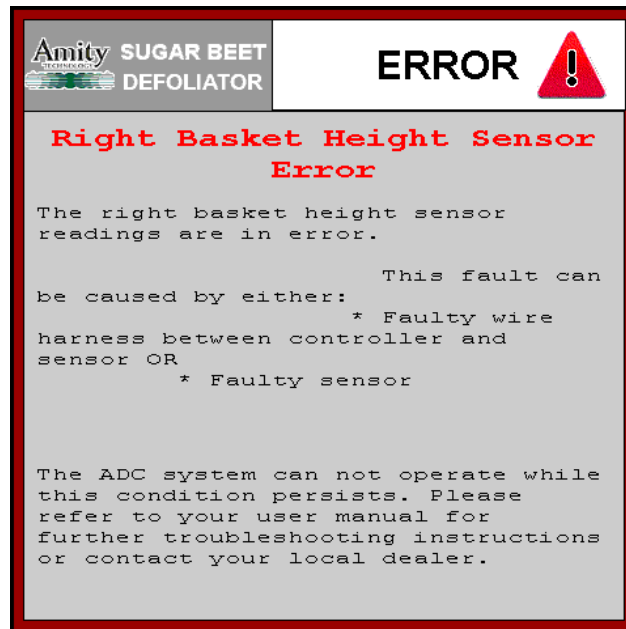 Amity SUGAR BEET
TECHNOLOGY DEFOLIATOR
ERROR !
Right Basket Height Sensor
Error
The right basket height sensor
readings are in error.
This fault can
be caused by either:
* Faulty wire
harness between controller and
sensor OR
* Faulty sensor
The ADC system can not operate while
this condition persists. Please
refer to your user manual for
further troubleshooting instructions
or contact your local dealer.